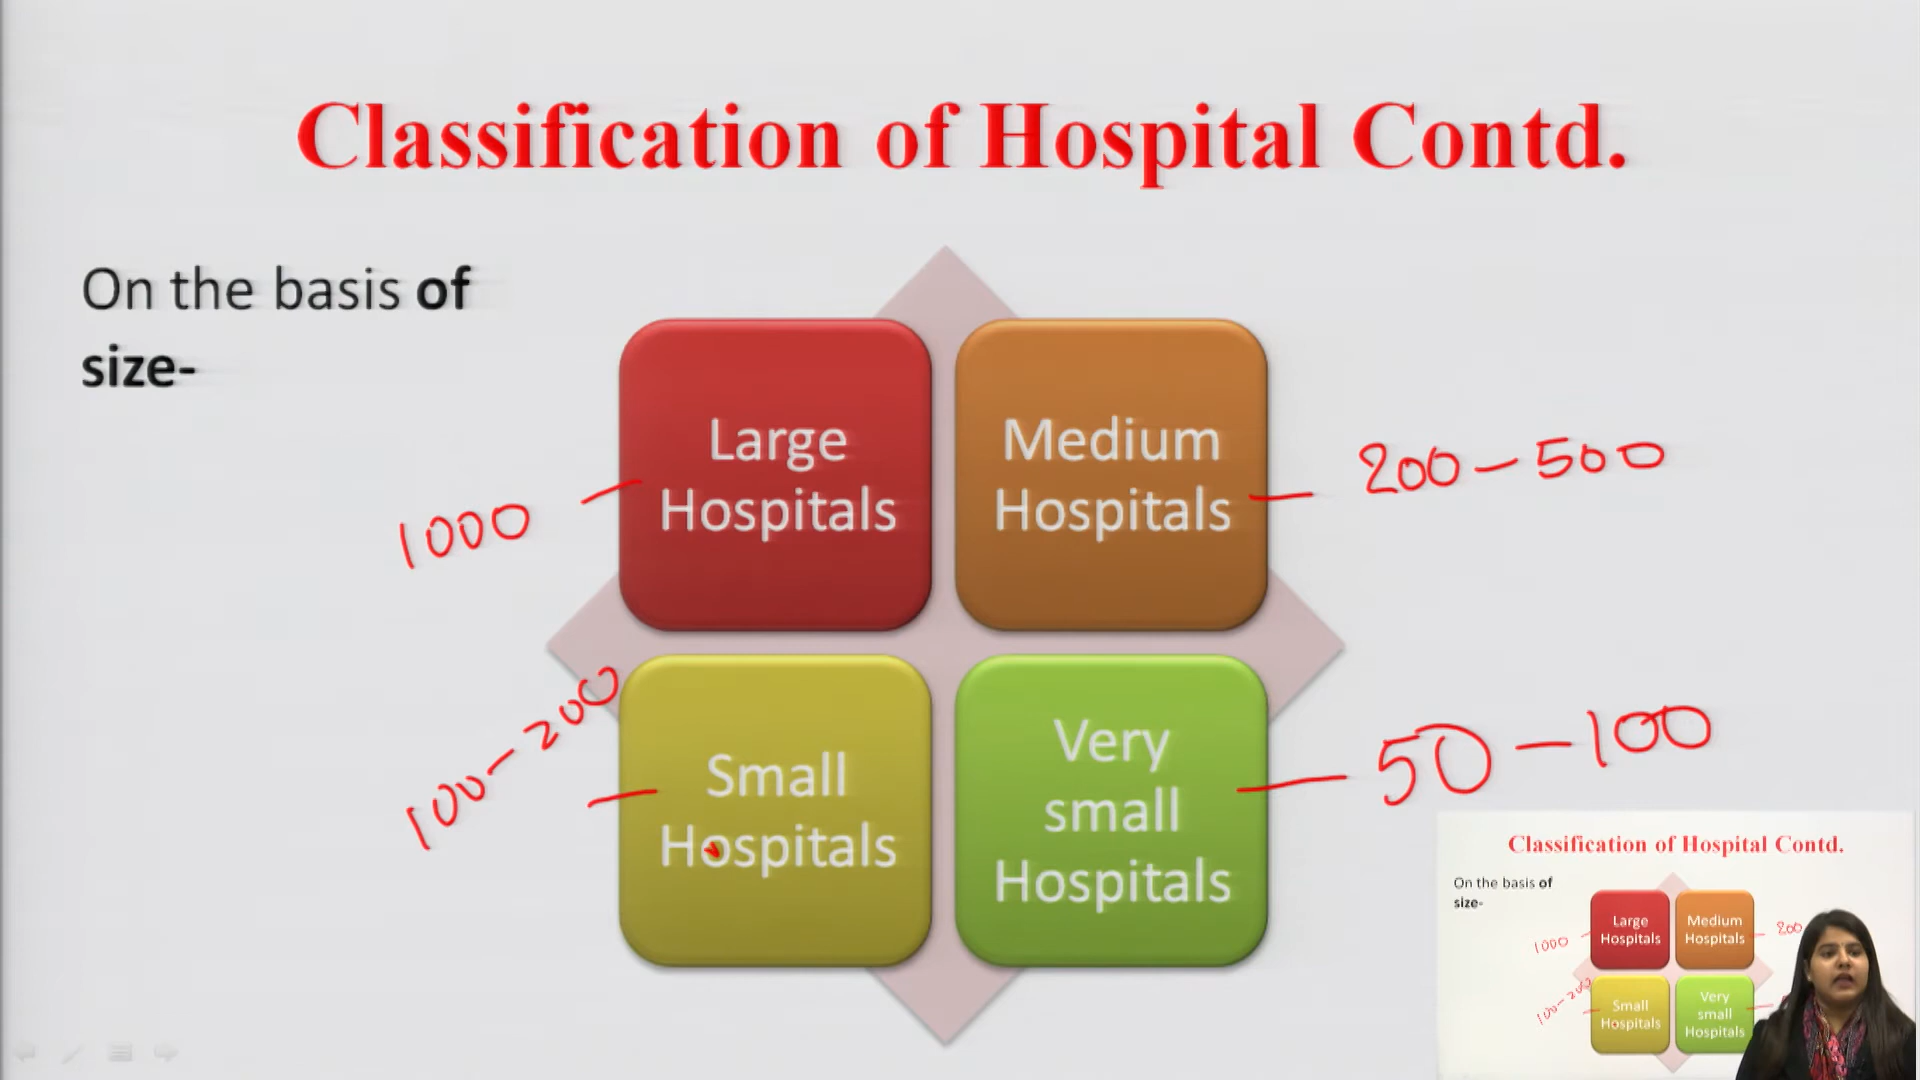 Classification of Hospital Contd.
On the basis of
size-
Large
Hospitals
Medium
Hospitals
1000
200-500
Small
Hospitals
Very
small
Hospitals
100-200
50-100
Classification of Hospital Contd.
On the basis of
size-
Large
Hospitals
Medium
Hospitals
1000
200
Small
Hospitals
Very
small
Hospitals
100-200